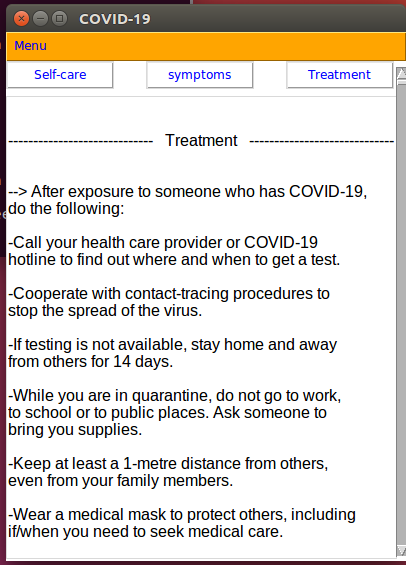 COVID-19
Menu
Self-care symptoms Treatment
----------------------------- Treatment -----------------------------
--> After exposure to someone who has COVID-19,
do the following:
-Call your health care provider or COVID-19
hotline to find out where and when to get a test.
-Cooperate with contact-tracing procedures to
stop the spread of the virus.
-If testing is not available, stay home and away
from others for 14 days.
-While you are in quarantine, do not go to work,
to school or to public places. Ask someone to
bring you supplies.
-Keep at least a 1-metre distance from others,
even from your family members.
-Wear a medical mask to protect others, including
if/when you need to seek medical care.